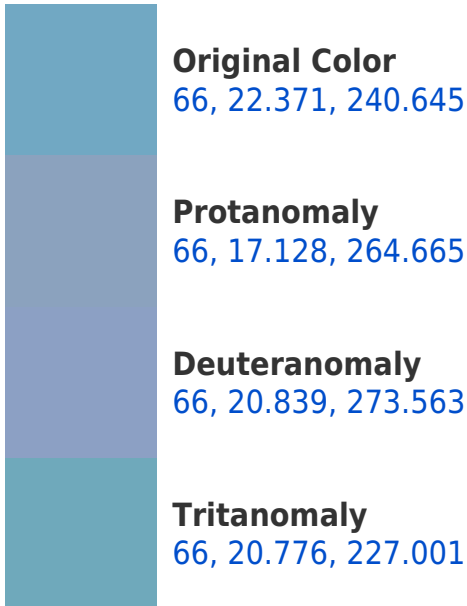 Original Color
66, 22.371, 240.645
Protanomaly
66, 17.128, 264.665
Deuteranomaly
66, 20.839, 273.563
Tritanomaly
66, 20.776, 227.001